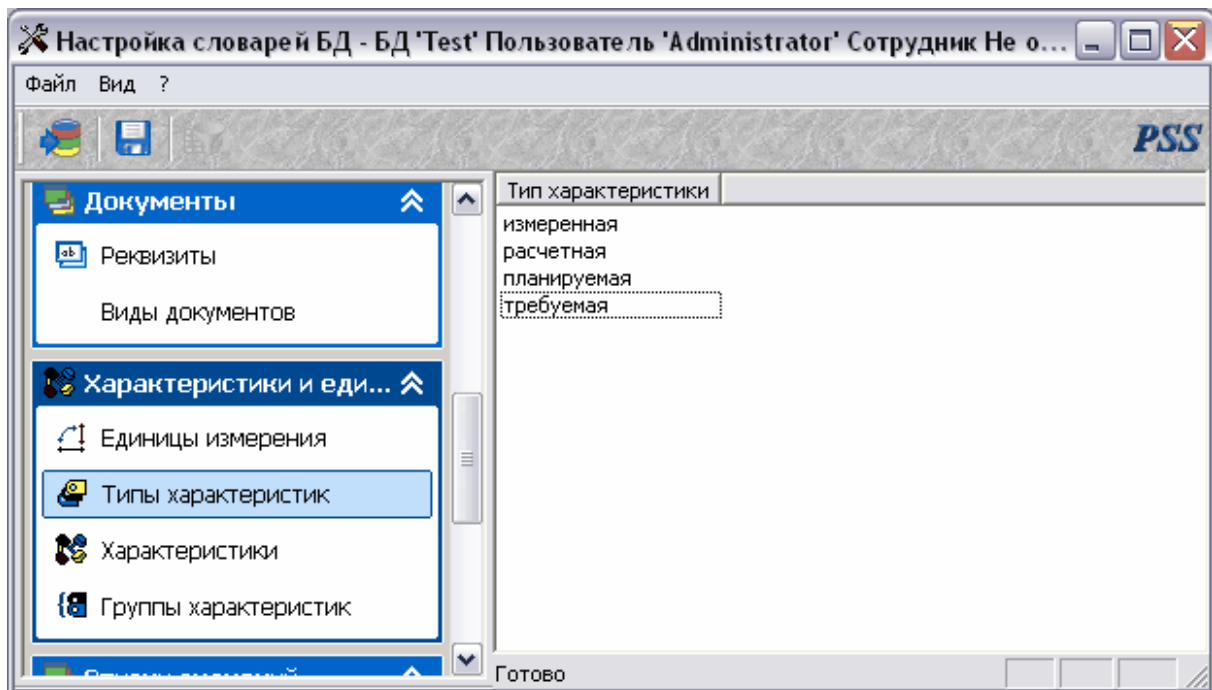 Настройка словарей БД - БД 'Test' Пользователь 'Administrator' Сотрудник Не о...
Файл Вид ?
PSS
Документы
Реквизиты
Виды документов
Характеристики и еди...
Единицы измерения
Типы характеристик
Характеристики
Группы характеристик
Тип характеристики
измеренная
расчетная
планируемая
требуемая
Готово